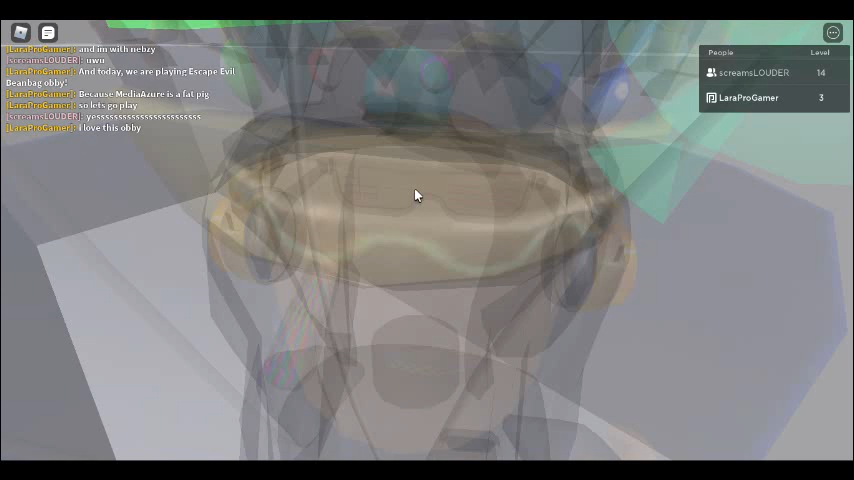 [LaraProGamer]: and im with nebzy
[screamsLOUDER]: uwu
[LaraProGamer]: And today, we are playing Escape Evil
Beanbag obby!
[LaraProGamer]: Because MediaAzure is a fat pig
[LaraProGamer]: so lets go play
[screamsLOUDER]: yesssssssssssssssssssssssss
[LaraProGamer]: i love this obby
People Level
screamsLOUDER 14
LaraProGamer 3